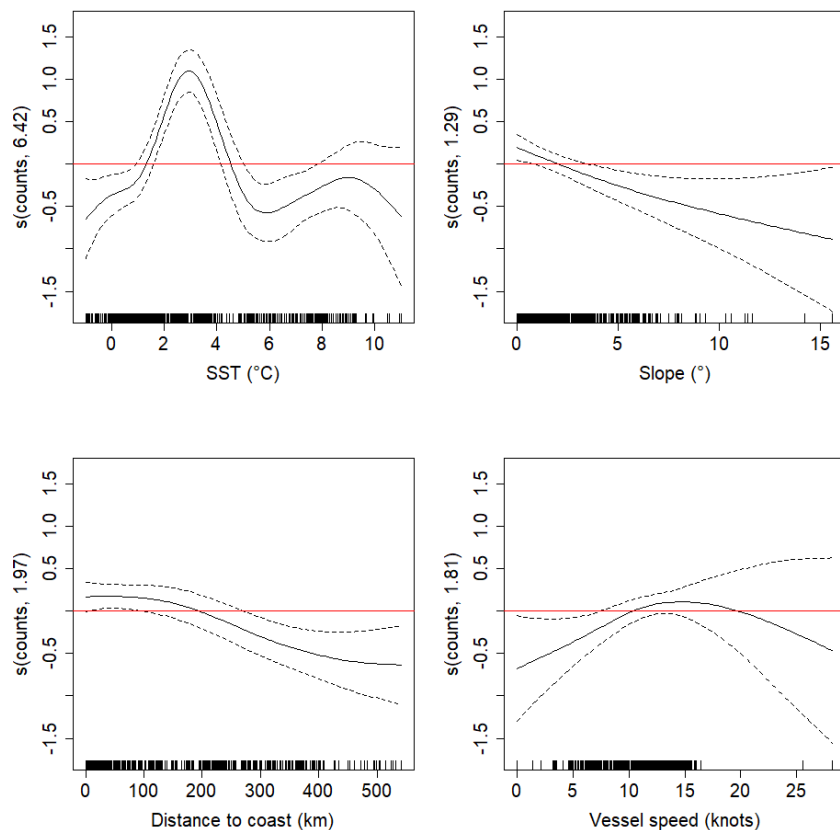 s(counts, 6.42)
1.5
1.0
0.5
-0.5
-1.5
0 2 4 6 8 10
SST (°C)
s(counts, 1.29)
1.5
1.0
0.5
-0.5
-1.5
0 5 10 15
Slope (°)
s(counts, 1.97)
1.5
1.0
0.5
-0.5
-1.5
0 100 200 300 400 500
Distance to coast (km)
s(counts, 1.81)
1.5
1.0
0.5
-0.5
-1.5
0 5 10 15 20 25
Vessel speed (knots)